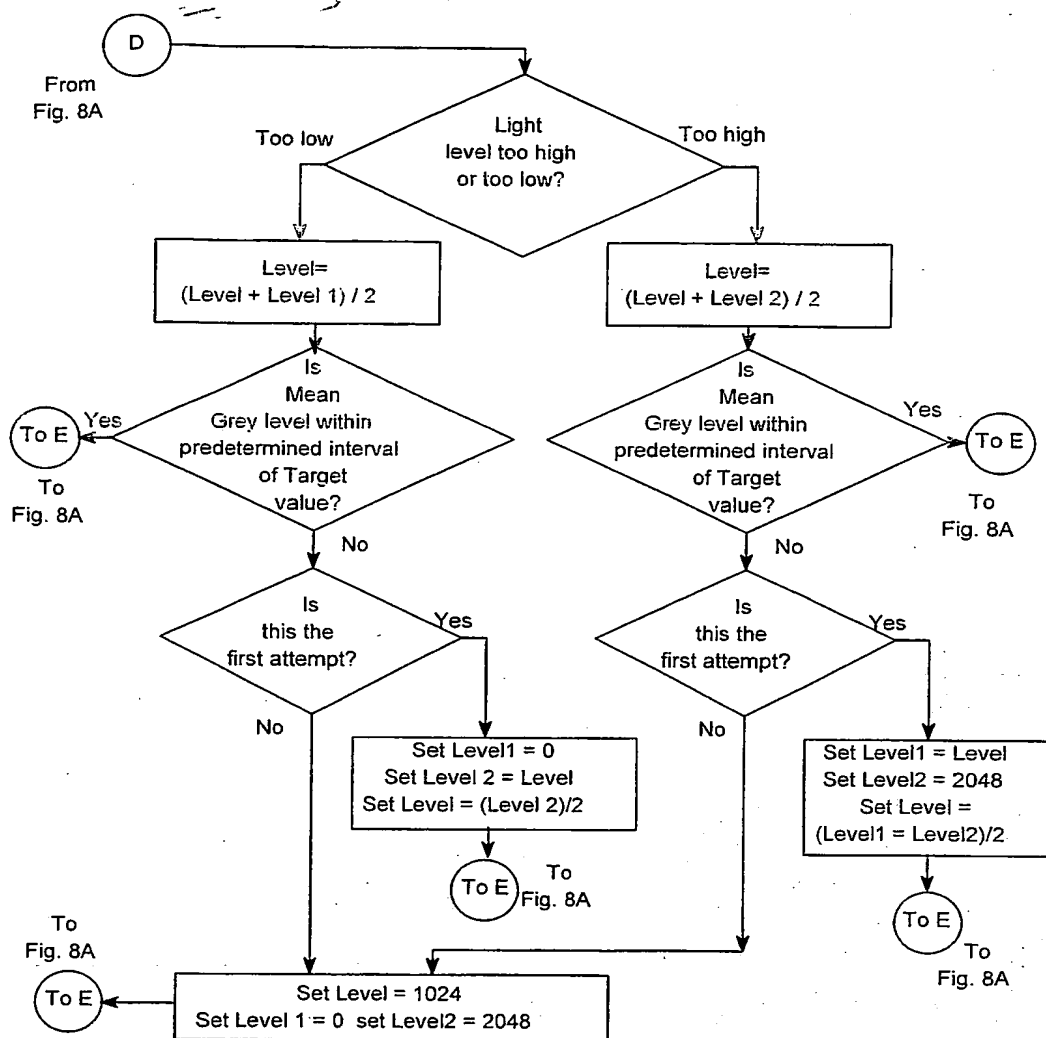 D
From
Fig. 8A
Light
level too high
or too low?
Too low
Too high
Level=
(Level + Level 1) / 2
Level=
(Level + Level 2) / 2
Is
Mean
Grey level within
predetermined interval
of Target
value?
Yes
To E
To
Fig. 8A
No
Is
Mean
Grey level within
predetermined interval
of Target
value?
Yes
To E
To
Fig. 8A
No
Is
this the
first attempt?
Yes
No
Is
this the
first attempt?
Yes
No
Set Level1 = 0
Set Level 2 = Level
Set Level = (Level 2)/2
To E
To
Fig. 8A
Set Level1 = Level
Set Level2 = 2048
Set Level =
(Level1 = Level2)/2
To E
To
Fig. 8A
To
Fig. 8A
To E
Set Level = 1024
Set Level 1 = 0 set Level2 = 2048